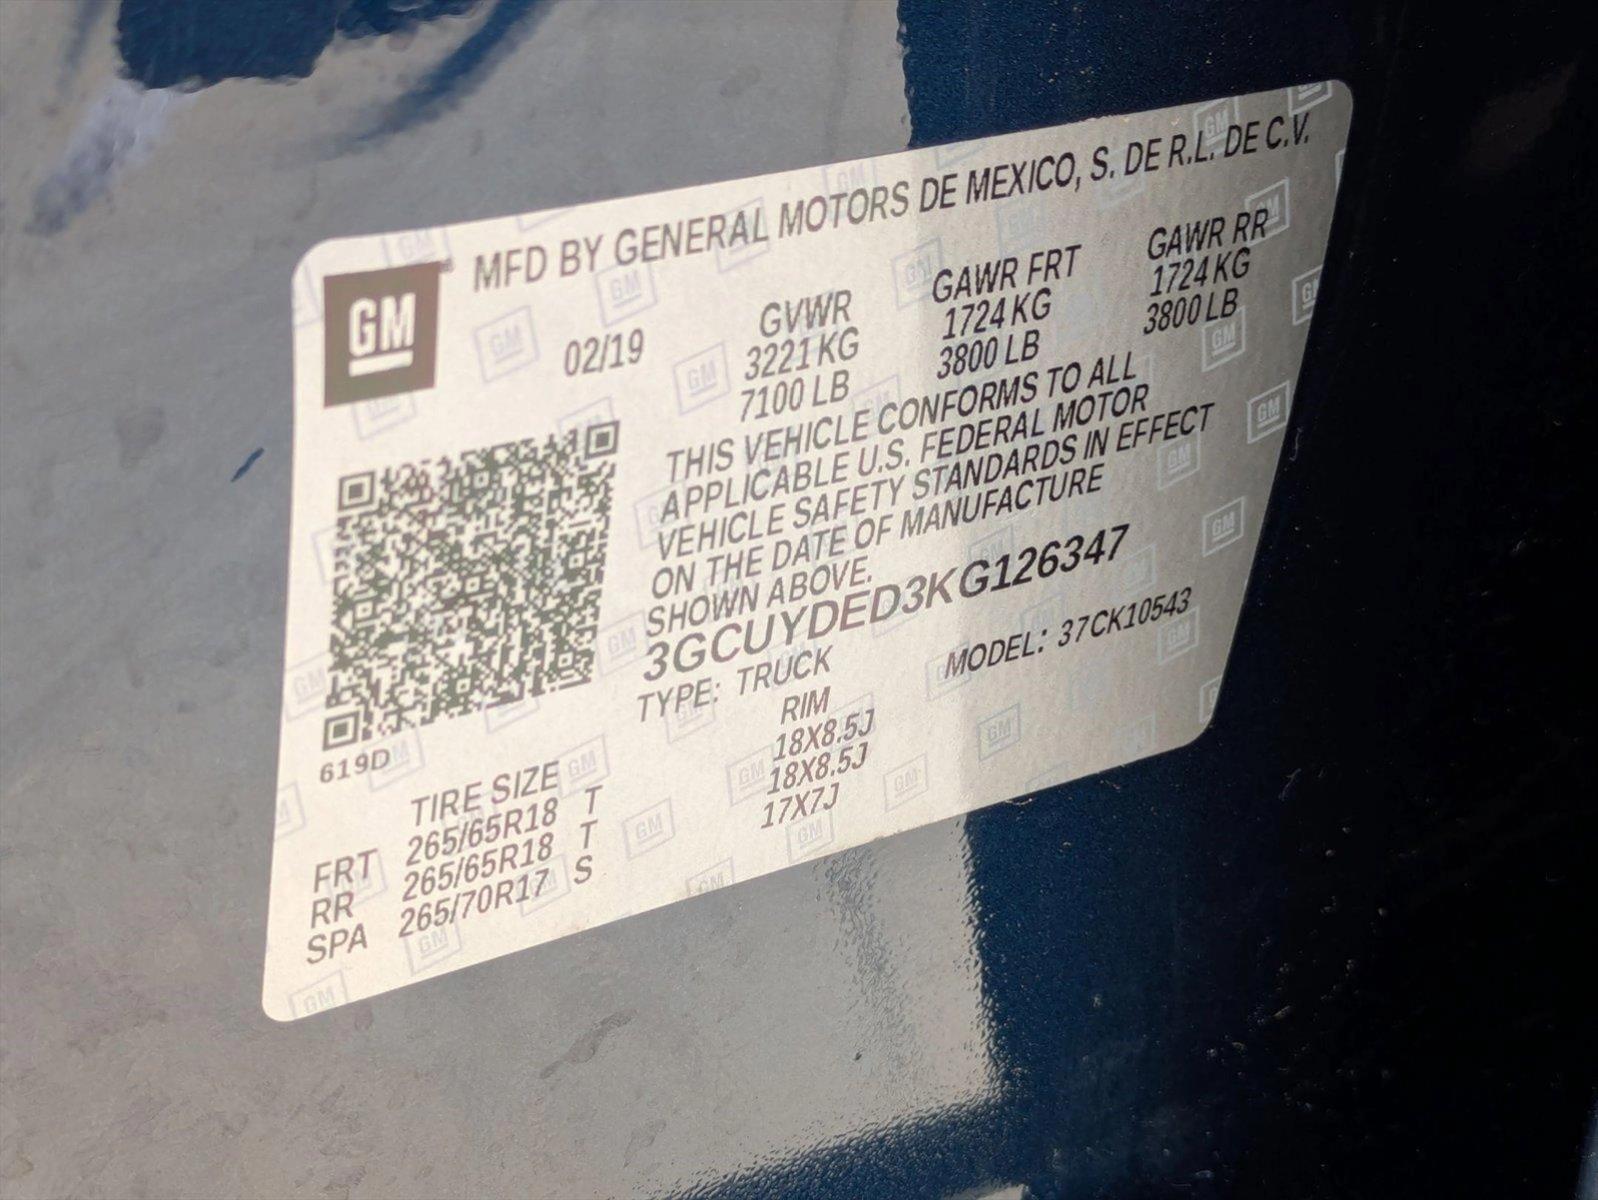 GM
MFD BY GENERAL MOTORS DE MEXICO, S. DE R.L. DE C.V.
02/19
GVWR
3221 KG
7100 LB
GAWR FRT
1724 KG
3800 LB
GAWR RR
1724 KG
3800 LB
THIS VEHICLE CONFORMS TO ALL
APPLICABLE U.S. FEDERAL MOTOR
VEHICLE SAFETY STANDARDS IN EFFECT
ON THE DATE OF MANUFACTURE
SHOWN ABOVE.
3GCUYDED3KG126347
TYPE: TRUCK MODEL: 37CK10543
619D
TIRE SIZE RIM
FRT 265/65R18 T 18X8.5J
RR 265/65R18 T 18X8.5J
SPA 265/70R17 S 17X7J